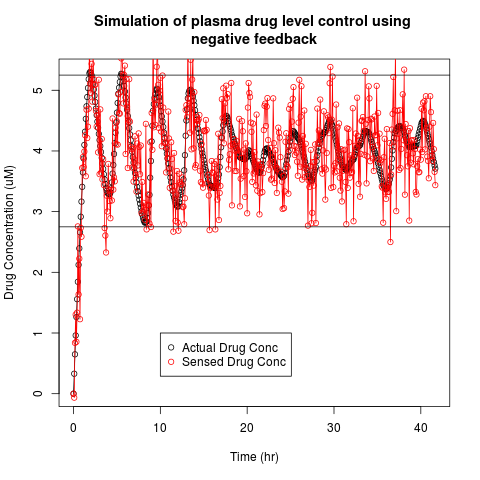 Simulation of plasma drug level control using
negative feedback
Drug Concentration (uM)
5
4
3
2
1
0
Actual Drug Conc
Sensed Drug Conc
0 10 20 30 40
Time (hr)